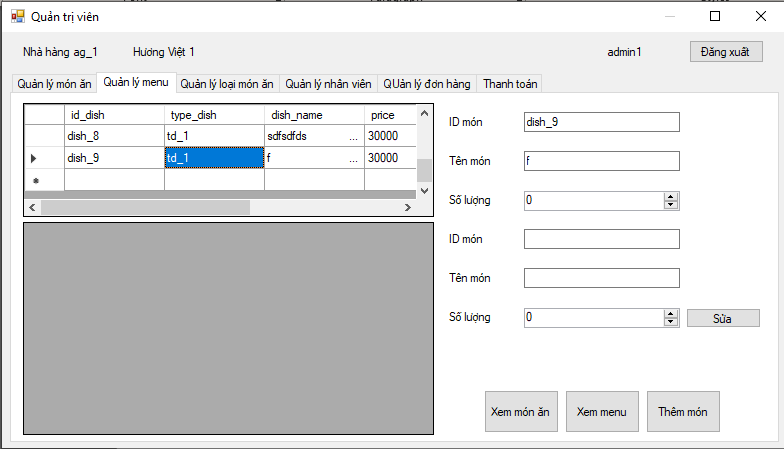 Quản trị viên
Nhà hàng ag_1 Hương Việt 1 admin1 Đăng xuất
Quản lý món ăn Quản lý menu Quản lý loại món ăn Quản lý nhân viên QUản lý đơn hàng Thanh toán
id_dish type_dish dish_name price
dish_8 td_1 sdfsdfds ... 30000
dish_9 td_1 f ... 30000
ID món dish_9
Tên món f
Số lượng 0
ID món
Tên món
Số lượng 0 Sửa
Xem món ăn Xem menu Thêm món